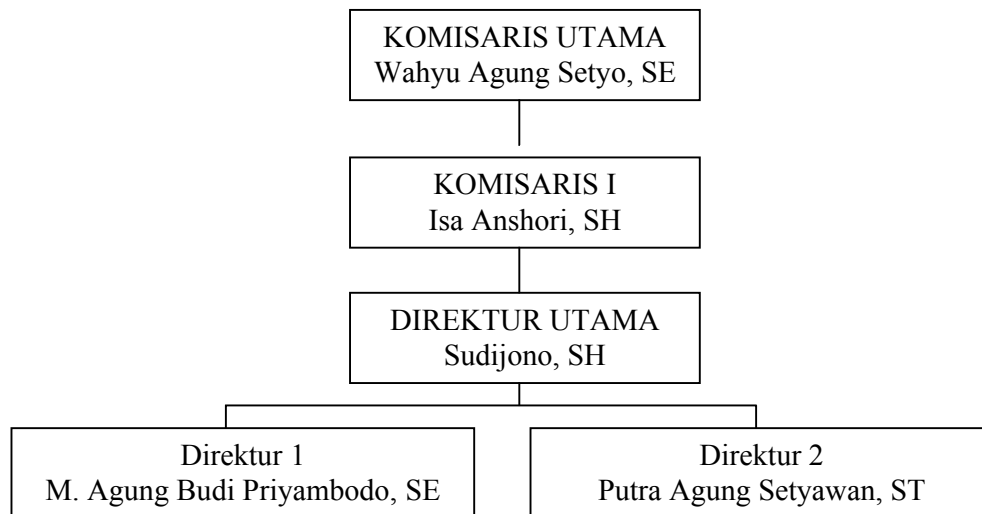 KOMISARIS UTAMA
Wahyu Agung Setyo, SE
KOMISARIS I
Isa Anshori, SH
DIREKTUR UTAMA
Sudijono, SH
Direktur 1
M. Agung Budi Priyambodo, SE
Direktur 2
Putra Agung Setyawan, ST